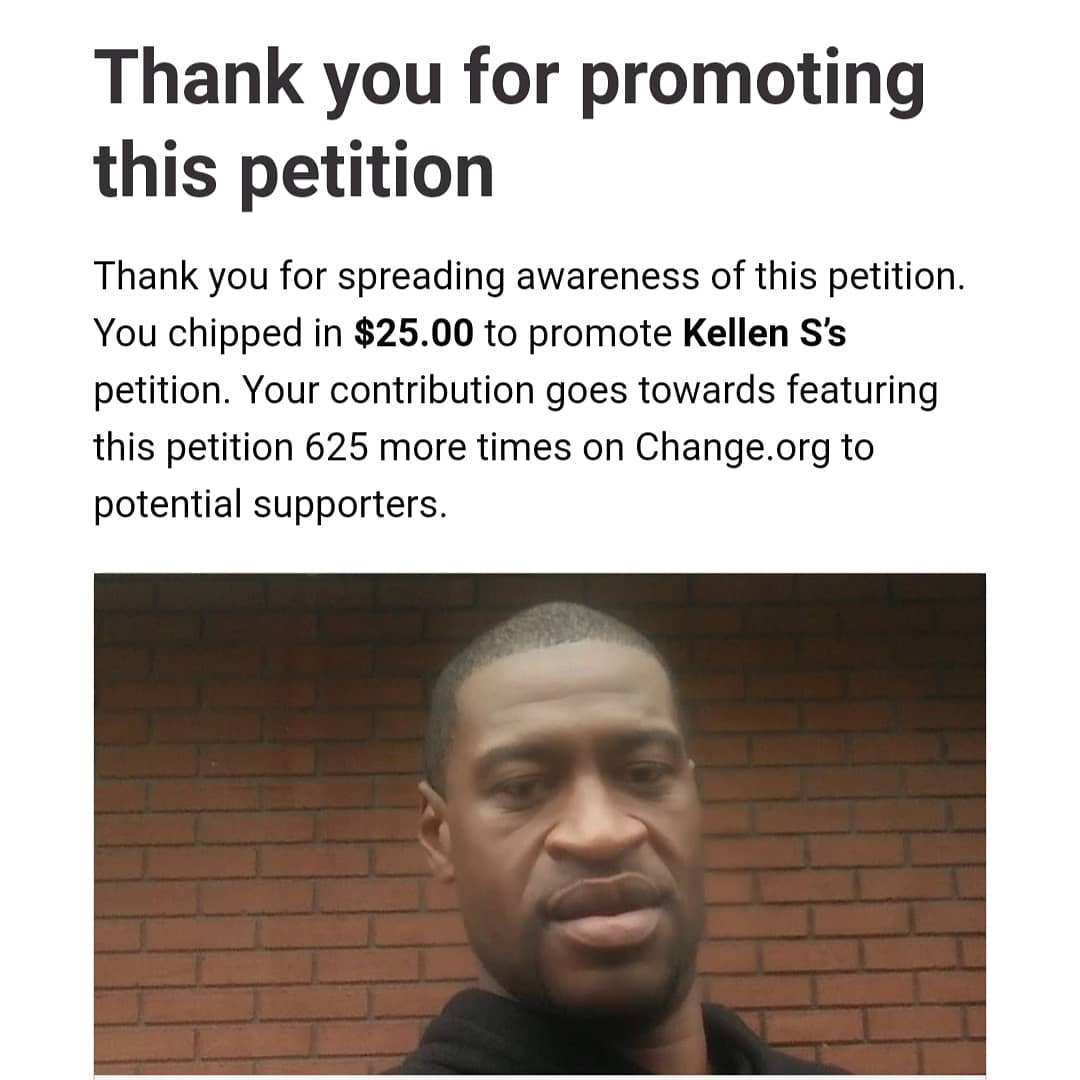 Thank you for promoting
this petition
Thank you for spreading awareness of this petition.
You chipped in $25.00 to promote Kellen S’s
petition. Your contribution goes towards featuring
this petition 625 more times on Change.org to
potential supporters.